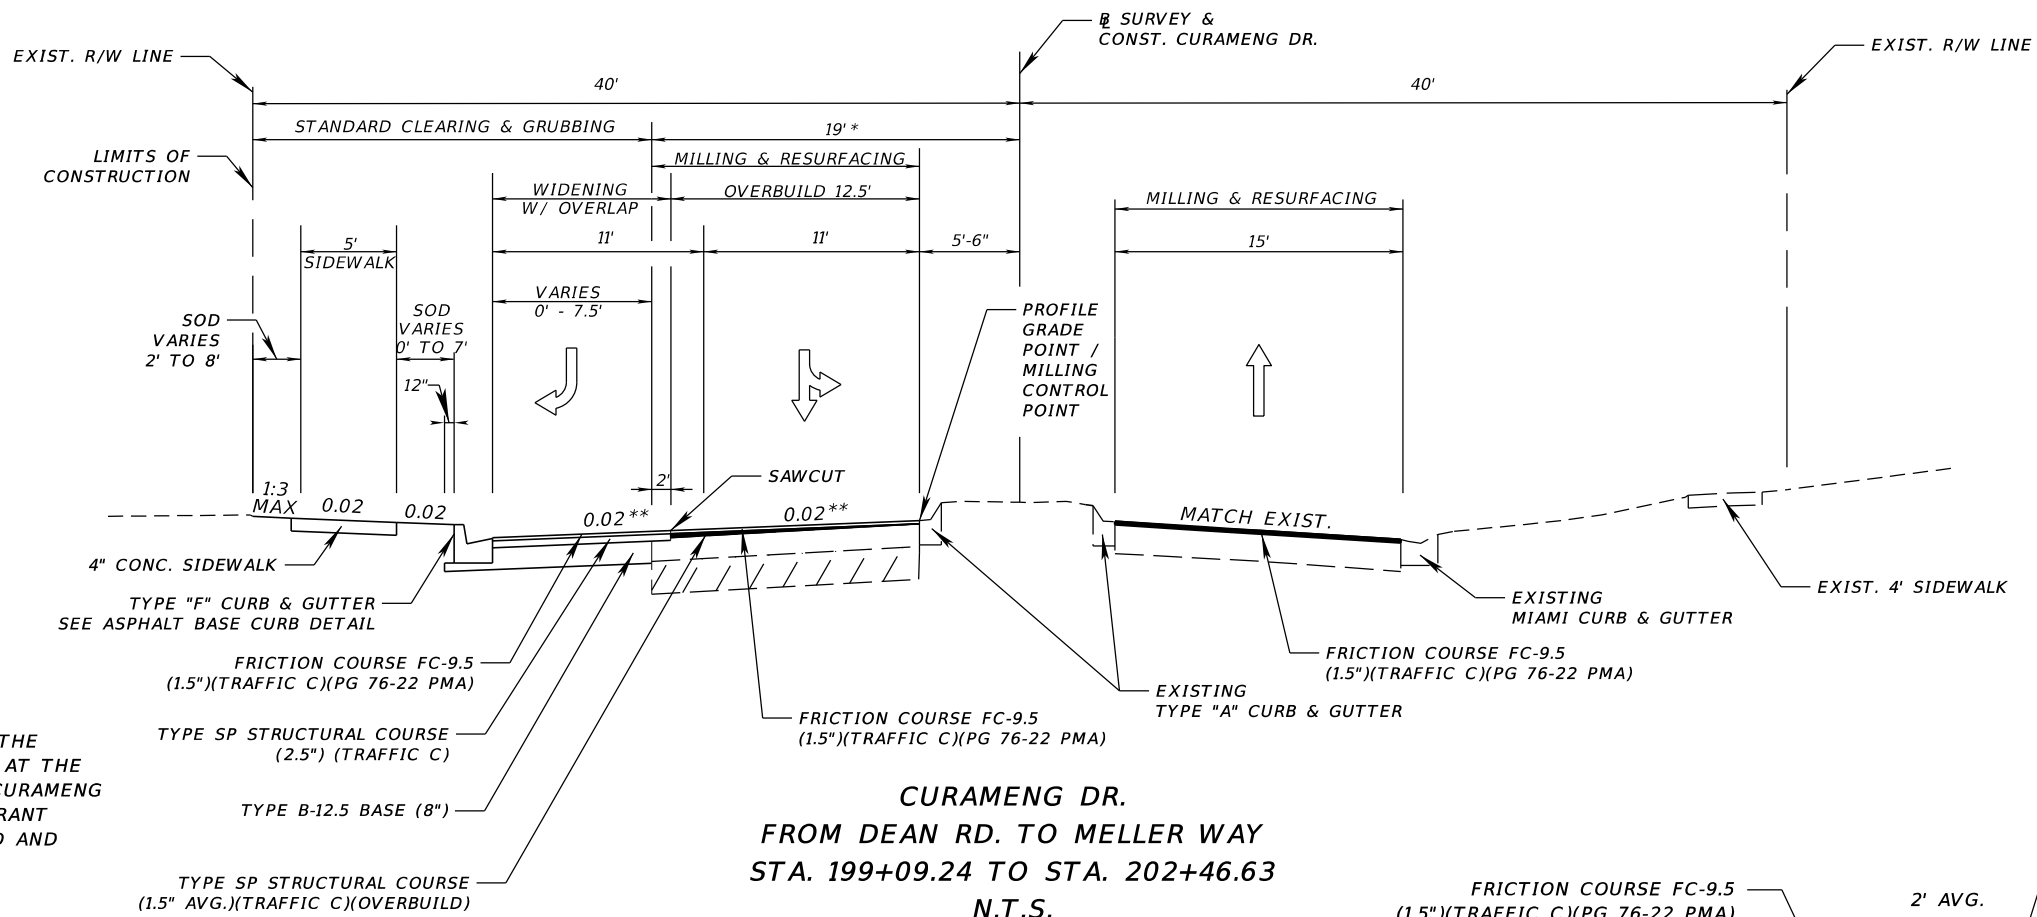 B SURVEY &
L
CONST. CURAMENG DR.
EXIST. R/W LINE
EXIST. R/W LINE
40'
40'
STANDARD CLEARING & GRUBBING
19' *
LIMITS OF
CONSTRUCTION
MILLING & RESURFACING
WIDENING
W/ OVERLAP
OVERBUILD 12.5'
MILLING & RESURFACING
5'
SIDEWALK
11'
11'
5'-6"
15'
VARIES
0' - 7.5'
SOD
VARIES
2' TO 8'
SOD
VARIES
0' TO 7'
12"
PROFILE
GRADE
POINT /
MILLING
CONTROL
POINT
2'
SAWCUT
1:3
MAX
0.02
0.02
0.02**
0.02**
MATCH EXIST.
4" CONC. SIDEWALK
TYPE "F" CURB & GUTTER
SEE ASPHALT BASE CURB DETAIL
EXIST. 4' SIDEWALK
EXISTING
MIAMI CURB & GUTTER
FRICTION COURSE FC-9.5
(1.5")(TRAFFIC C)(PG 76-22 PMA)
FRICTION COURSE FC-9.5
(1.5")(TRAFFIC C)(PG 76-22 PMA)
EXISTING
TYPE "A" CURB & GUTTER
FRICTION COURSE FC-9.5
(1.5")(TRAFFIC C)(PG 76-22 PMA)
TYPE SP STRUCTURAL COURSE
(2.5") (TRAFFIC C)
THE
AT THE
CURAMENG
RANT
AND
TYPE B-12.5 BASE (8")
TYPE SP STRUCTURAL COURSE
(1.5" AVG.)(TRAFFIC C)(OVERBUILD)
CURAMENG DR.
FROM DEAN RD. TO MELLER WAY
STA. 199+09.24 TO STA. 202+46.63
N.T.S.
FRICTION COURSE FC-9.5
(1.5")(TRAFFIC C)(PG 76-22 PMA)
2' AVG.